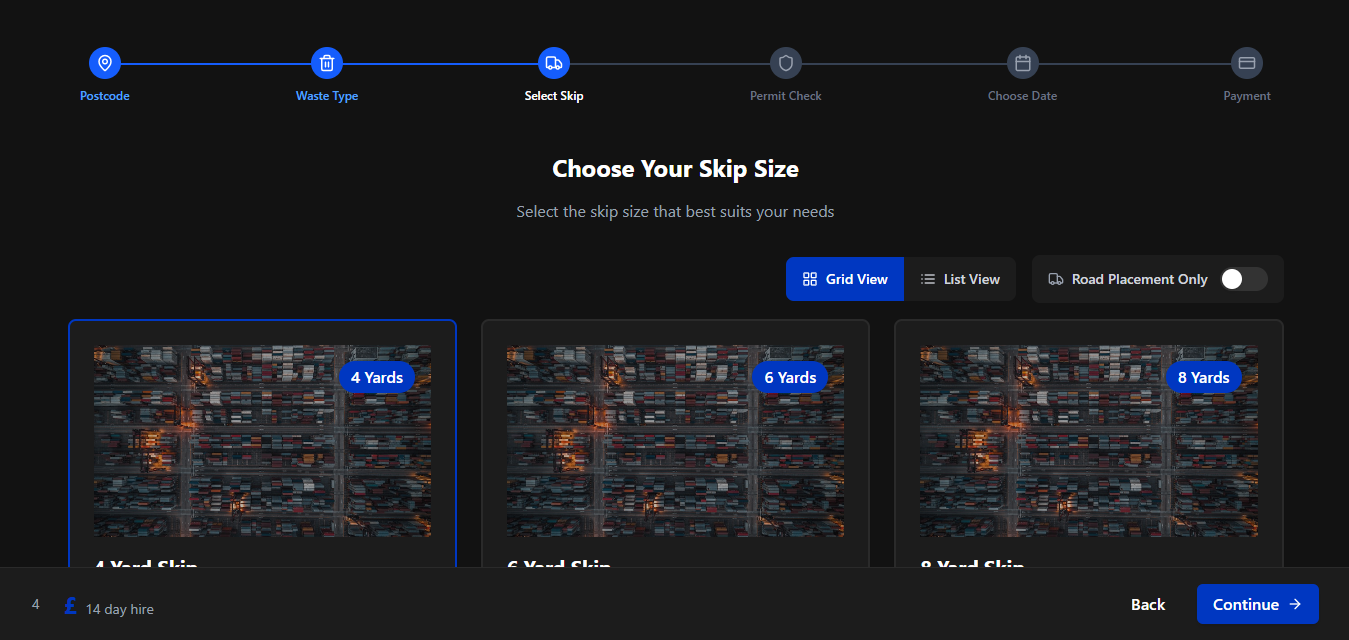 Postcode
Waste Type
Select Skip
Permit Check
Choose Date
Payment
Choose Your Skip Size
Select the skip size that best suits your needs
Grid View
List View
Road Placement Only
4 Yards
6 Yards
8 Yards
4 Yard Skip
6 Yard Skip
8 Yard Skip
4 £ 14 day hire
Back
Continue →